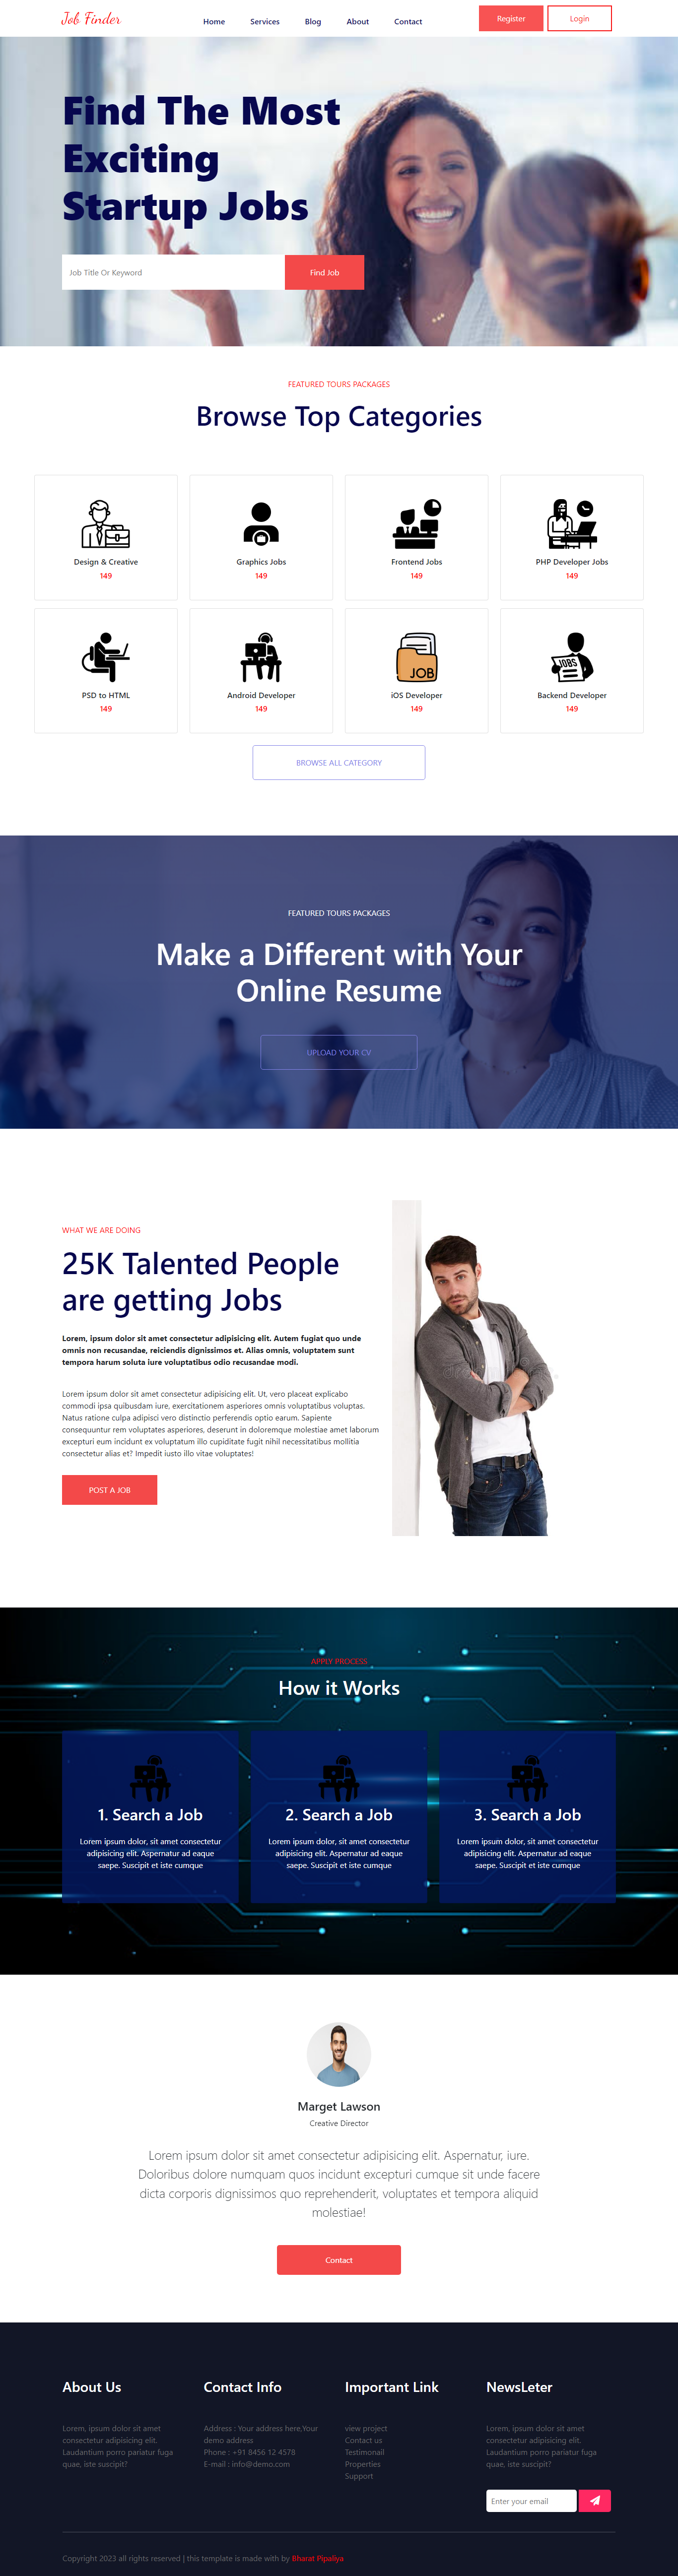 Job Finder
Home Services Blog About Contact
Register Login
Find The Most
Exciting
Startup Jobs
Job Title Or Keyword
Find Job
FEATURED TOURS PACKAGES
Browse Top Categories
Design & Creative
149
Graphics Jobs
149
Frontend Jobs
149
PHP Developer Jobs
149
PSD to HTML
149
Android Developer
149
JOB
iOS Developer
149
JOBS
Backend Developer
149
BROWSE ALL CATEGORY
FEATURED TOURS PACKAGES
Make a Different with Your
Online Resume
UPLOAD YOUR CV
WHAT WE ARE DOING
25K Talented People
are getting Jobs
Lorem, ipsum dolor sit amet consectetur adipisicing elit. Autem fugiat quo unde
omnis non recusandae, reiciendis dignissimos et. Alias omnis, voluptatem sunt
tempora harum soluta iure voluptatibus odio recusandae modi.
Lorem ipsum dolor sit amet consectetur adipisicing elit. Ut, vero placeat explicabo
commodi ipsa quibusdam iure, exercitationem asperiores omnis voluptatibus voluptas.
Natus ratione culpa adipisci vero distinctio perferendis optio earum. Sapiente
consequuntur rem voluptates asperiores, deserunt in doloremque molestiae amet laborum
excepturi eum incidunt ex voluptatum illo cupiditate fugit nihil necessitatibus mollitia
consectetur alias et? Impedit iusto illo vitae voluptates!
POST A JOB
APPLY PROCESS
How it Works
1. Search a Job
Lorem ipsum dolor, sit amet consectetur
adipisicing elit. Aspernatur ad eaque
saepe. Suscipit et iste cumque
2. Search a Job
Lorem ipsum dolor, sit amet consectetur
adipisicing elit. Aspernatur ad eaque
saepe. Suscipit et iste cumque
3. Search a Job
Lorem ipsum dolor, sit amet consectetur
adipisicing elit. Aspernatur ad eaque
saepe. Suscipit et iste cumque
Marget Lawson
Creative Director
Lorem ipsum dolor sit amet consectetur adipisicing elit. Aspernatur, iure.
Doloribus dolore numquam quos incidunt excepturi cumque sit unde facere
dicta corporis dignissimos quo reprehenderit, voluptates et tempora aliquid
molestiae!
Contact
About Us
Lorem, ipsum dolor sit amet
consectetur adipisicing elit.
Laudantium porro pariatur fuga
quae, iste suscipit?
Contact Info
Address : Your address here,Your
demo address
Phone : +91 8456 12 4578
E-mail : info@demo.com
Important Link
view project
Contact us
Testimonail
Properties
Support
NewsLeter
Lorem, ipsum dolor sit amet
consectetur adipisicing elit.
Laudantium porro pariatur fuga
quae, iste suscipit?
Enter your email
Copyright 2023 all rights reserved | this template is made with by Bharat Pipaliya